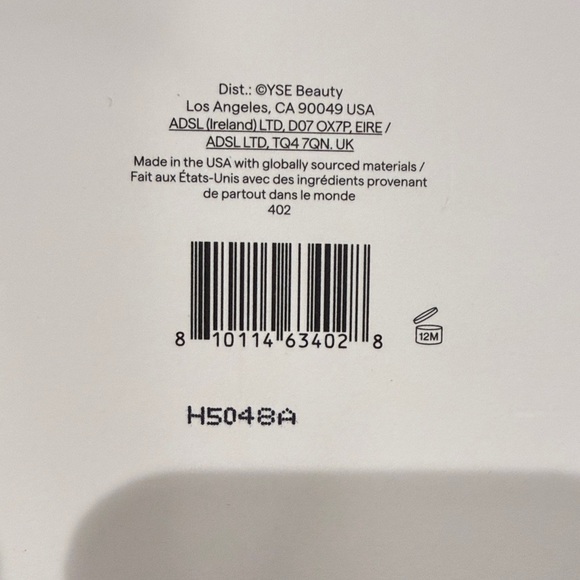 Dist.: ©YSE Beauty
Los Angeles, CA 90049 USA
ADSL (Ireland) LTD, D07 OX7P, EIRE /
ADSL LTD, TQ4 7QN. UK
Made in the USA with globally sourced materials /
Fait aux États-Unis avec des ingrédients provenant
de partout dans le monde
402
8 10114 63402 8
12M
H5048A